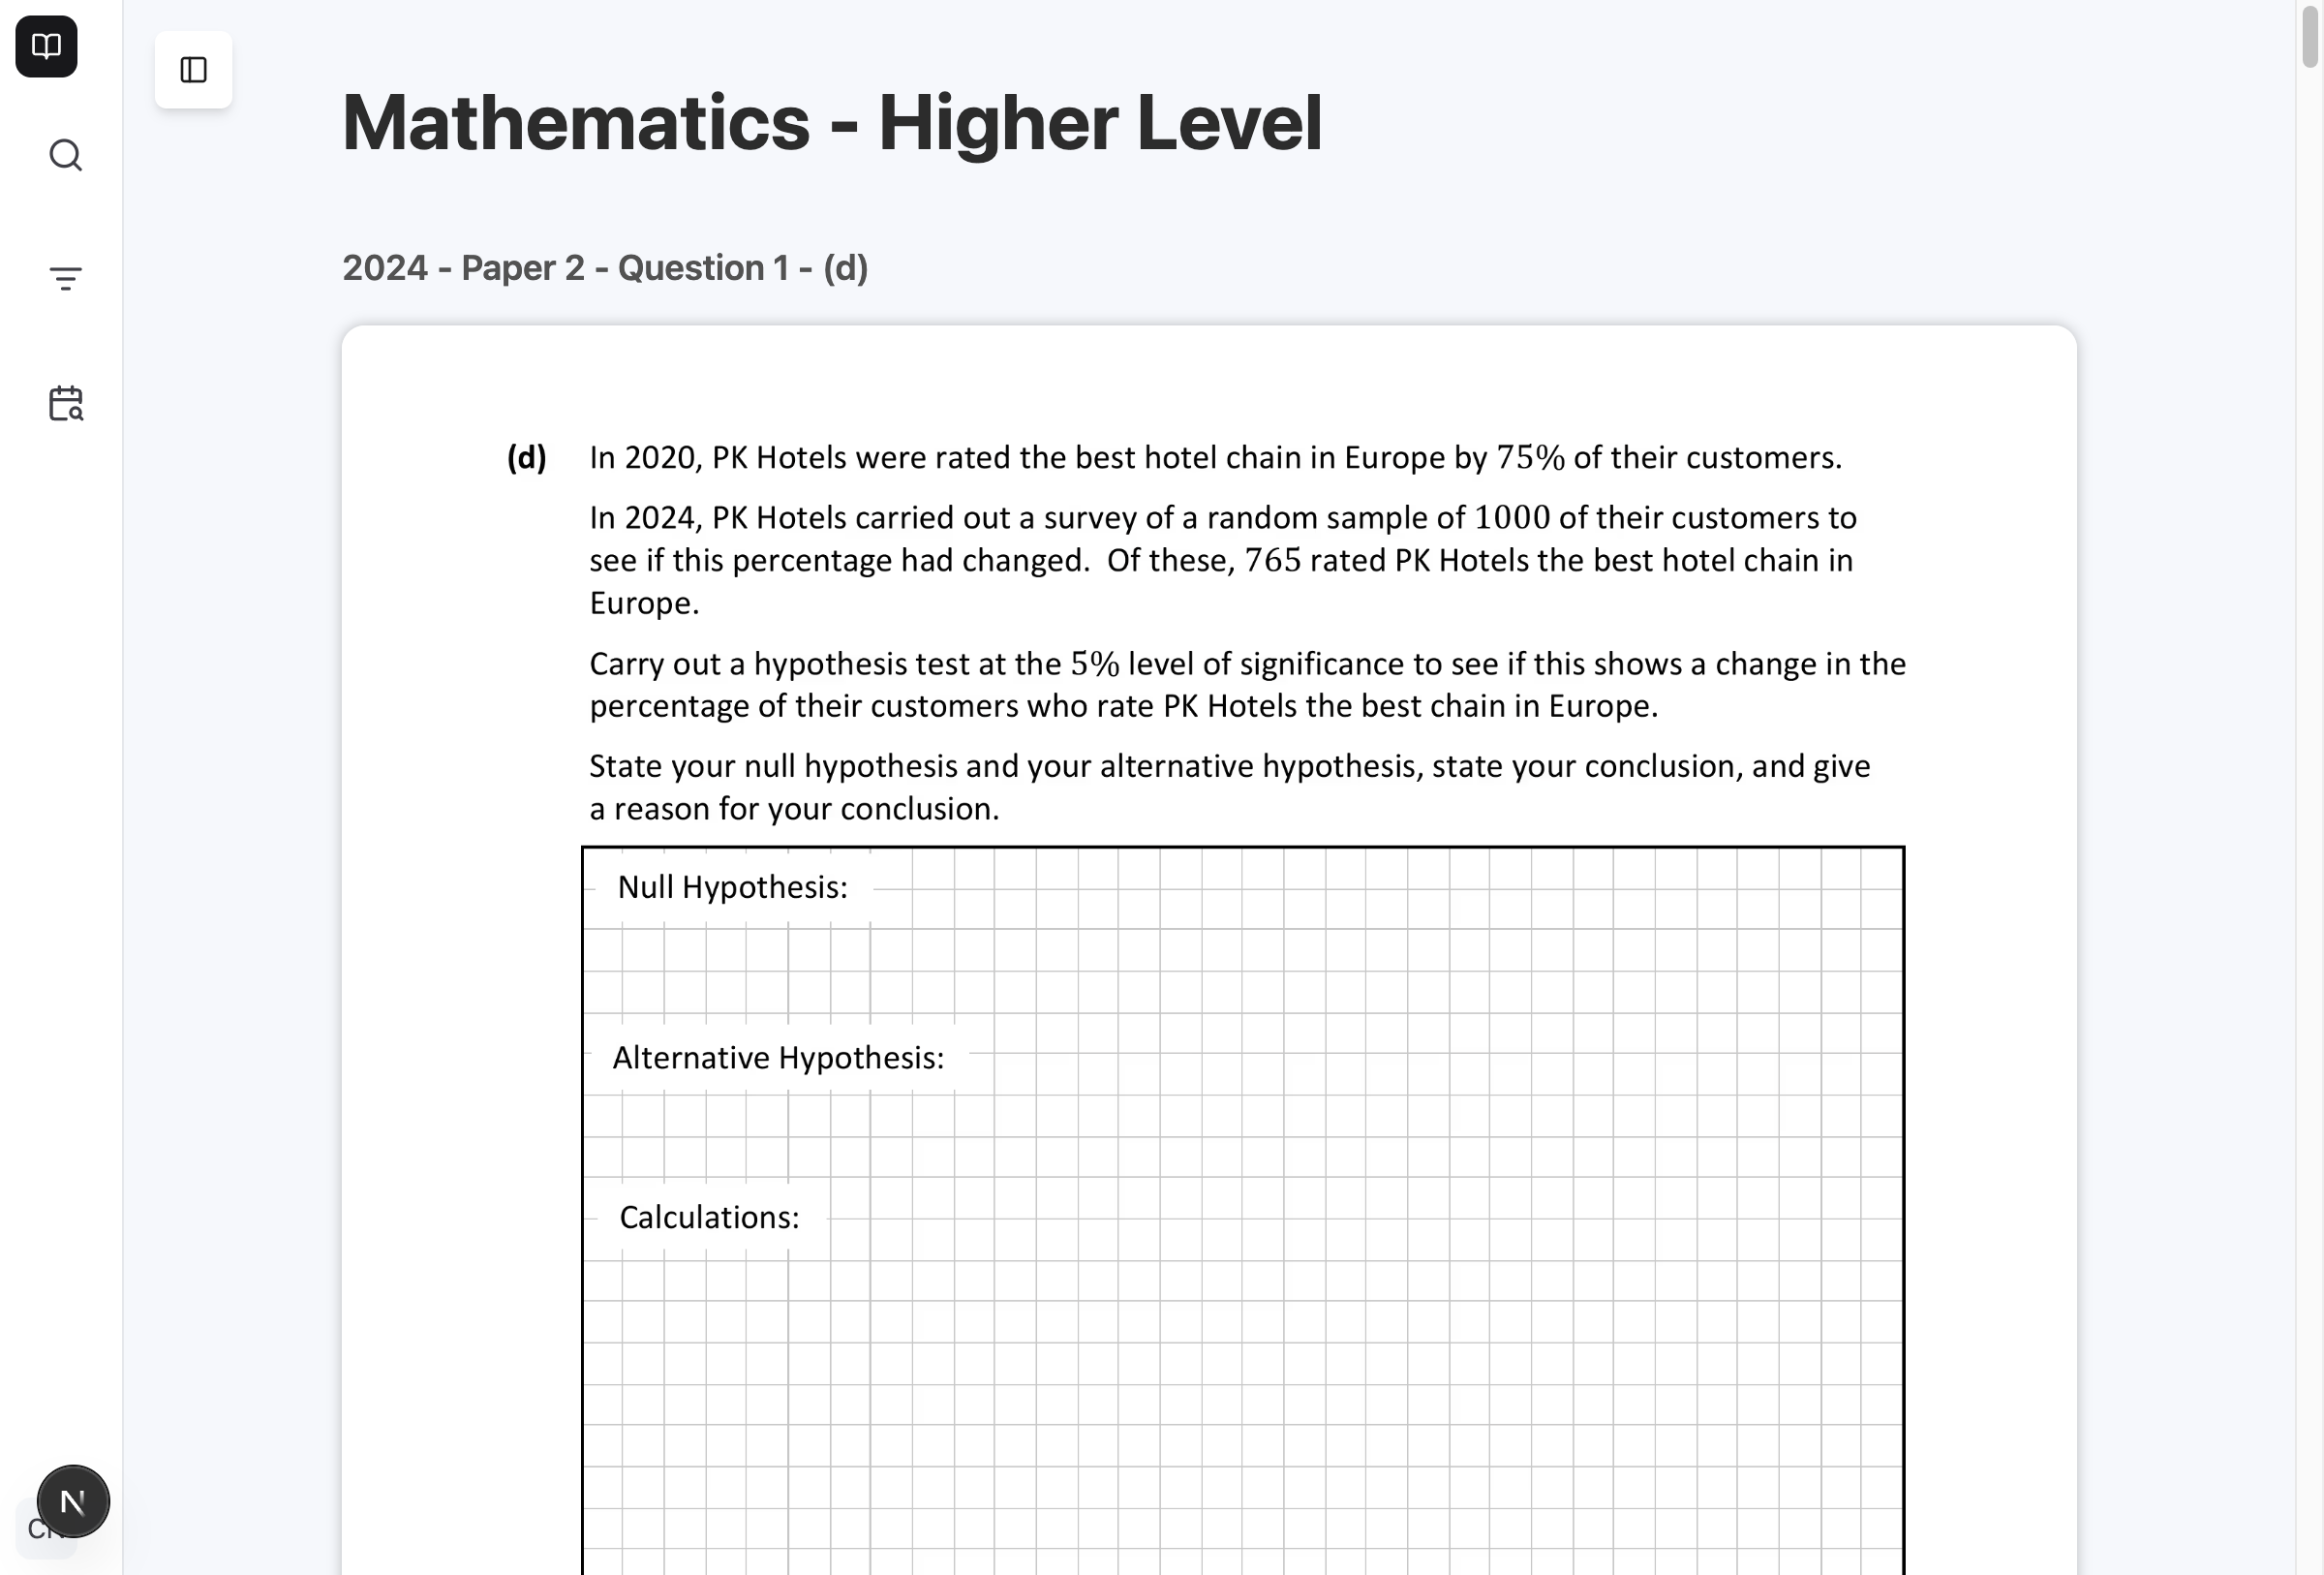 Mathematics - Higher Level
2024 - Paper 2 - Question 1 - (d)
(d) In 2020, PK Hotels were rated the best hotel chain in Europe by 75% of their customers.
In 2024, PK Hotels carried out a survey of a random sample of 1000 of their customers to
see if this percentage had changed.  Of these, 765 rated PK Hotels the best hotel chain in
Europe.
Carry out a hypothesis test at the 5% level of significance to see if this shows a change in the
percentage of their customers who rate PK Hotels the best chain in Europe.
State your null hypothesis and your alternative hypothesis, state your conclusion, and give
a reason for your conclusion.
Null Hypothesis:
Alternative Hypothesis:
Calculations:
N